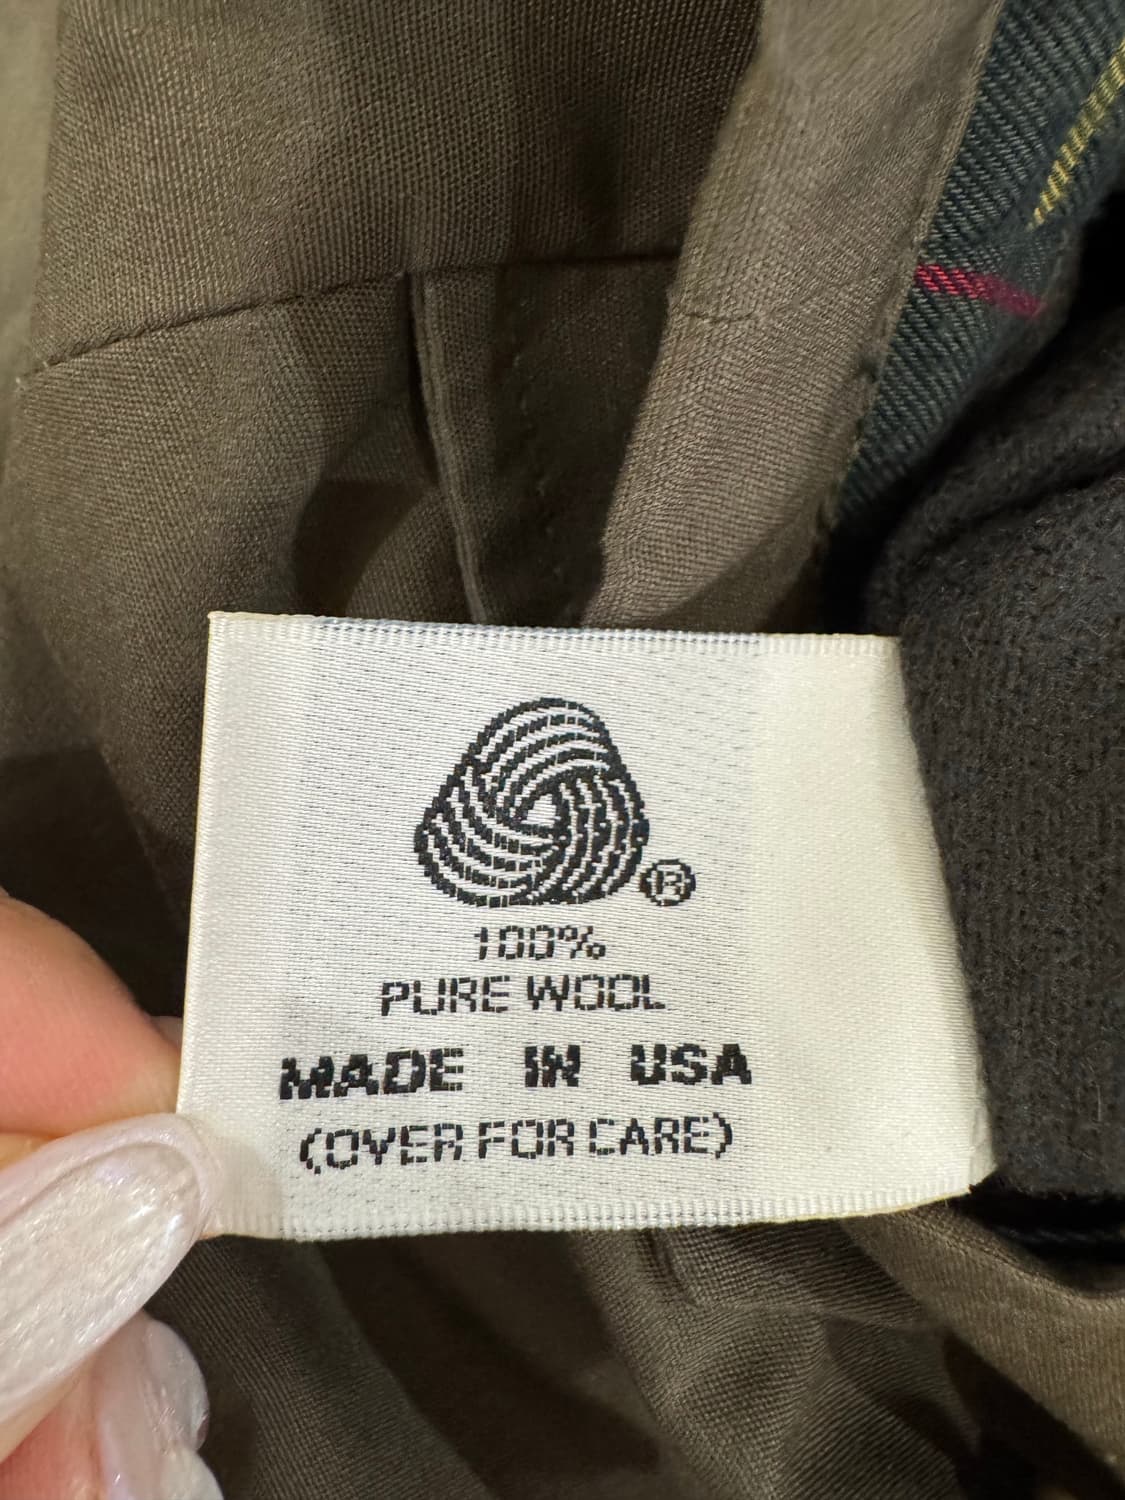 ®
100%
PURE WOOL
MADE IN USA
(OVER FOR CARE)